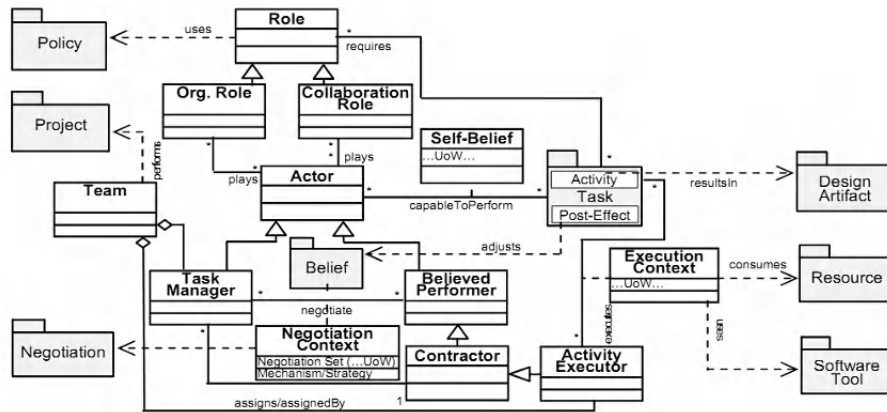 Role
uses
Policy
requires
Org. Role
Collaboration
Role
Project
Self-Belief
...UoW...
performs
plays
plays
Actor
Team
Activity
Task
Post-Effect
resultsIn
Design
Artifact
capableToPerform
adjusts
Belief
Task
Manager
Believed
Performer
Execution
Context
...UoW...
consumes
Resource
negotiate
uses
Negotiation
Negotiation
Context
Negotiation Set (...UoW)
Mechanism/Strategy
Contractor
Activity
Executor
Software
Tool
assigns/assignedBy
1